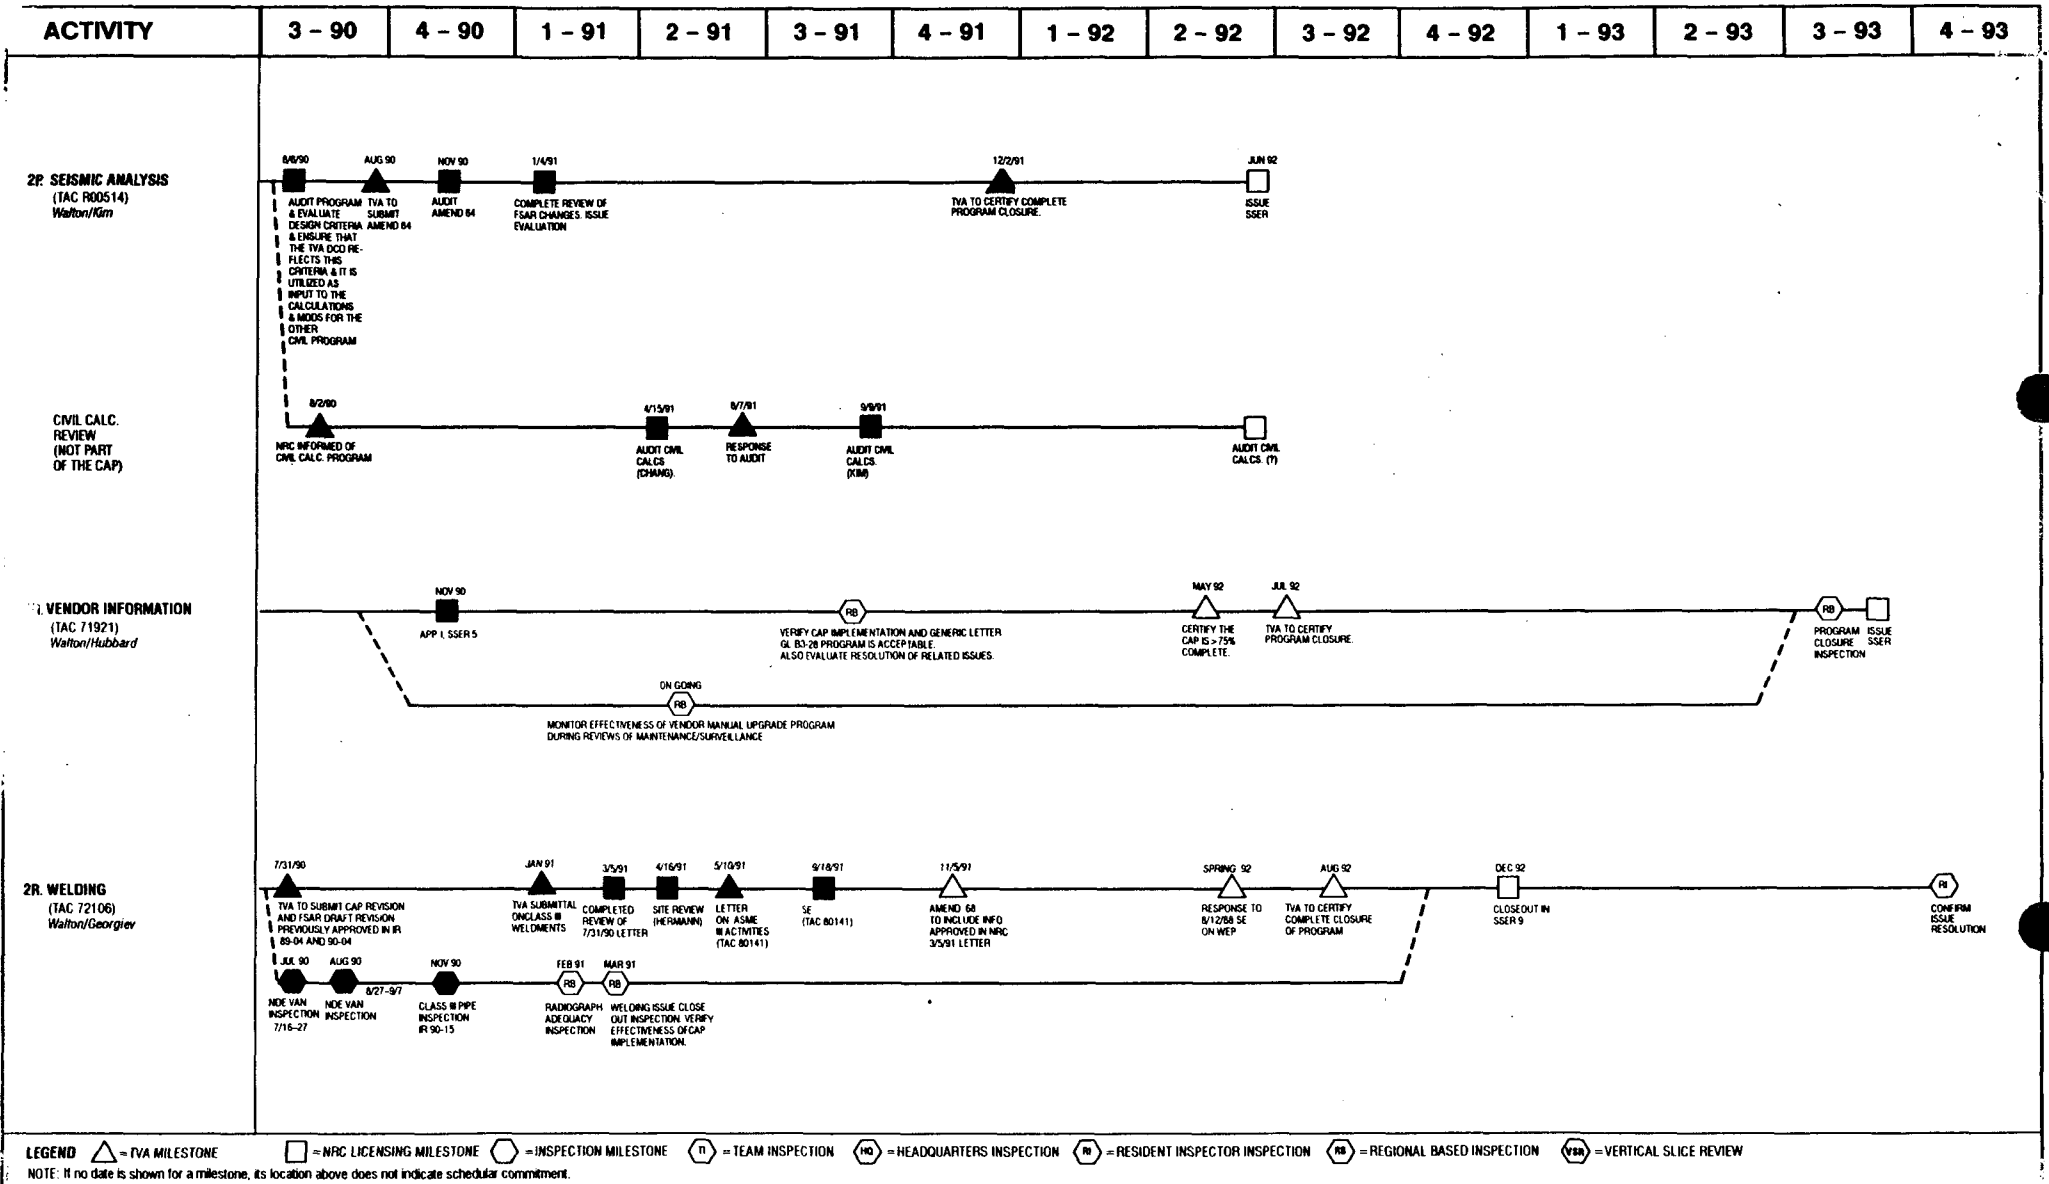 ACTIVITY 3 – 90 4 – 90 1 – 91 2 – 91 3 – 91 4 – 91 1 – 92 2 – 92 3 – 92 4 – 92 1 – 93 2 – 93 3 – 93 4 – 93
2P. SEISMIC ANALYSIS
(TAC R00514)
Walton/Kim
8/6/90
AUDIT PROGRAM
& EVALUATE
DESIGN CRITERIA
& ENSURE THAT
THE TVA DCD RE-
FLECTS THIS
CRITERIA & IT IS
UTILIZED AS
INPUT TO THE
CALCULATIONS
& MODS FOR THE
OTHER
CIVIL PROGRAM
AUG 90
TVA TO
SUBMIT
AMEND 64
NOV 90
AUDIT
AMEND 64
1/4/91
COMPLETE REVIEW OF
FSAR CHANGES. ISSUE
EVALUATION
12/2/91
TVA TO CERTIFY COMPLETE
PROGRAM CLOSURE.
JUN 92
ISSUE
SSER
CIVIL CALC.
REVIEW
(NOT PART
OF THE CAP)
8/2/90
NRC INFORMED OF
CIVIL CALC. PROGRAM
4/15/91
AUDIT CIVIL
CALCS
(CHANG).
8/7/91
RESPONSE
TO AUDIT
9/9/91
AUDIT CIVIL
CALCS.
(KIM)
AUDIT CIVIL
CALCS. (?)
VENDOR INFORMATION
(TAC 71921)
Walton/Hubbard
NOV 90
APP I, SSER 5
RB
VERIFY CAP IMPLEMENTATION AND GENERIC LETTER
GL 83-28 PROGRAM IS ACCEPTABLE.
ALSO EVALUATE RESOLUTION OF RELATED ISSUES.
MAY 92
CERTIFY THE
CAP IS >75%
COMPLETE.
JUL 92
TVA TO CERTIFY
PROGRAM CLOSURE.
RB
PROGRAM
CLOSURE
INSPECTION
ISSUE
SSER
ON GOING
RB
MONITOR EFFECTIVENESS OF VENDOR MANUAL UPGRADE PROGRAM
DURING REVIEWS OF MAINTENANCE/SURVEILLANCE
2R. WELDING
(TAC 72106)
Walton/Georgiev
7/31/90
TVA TO SUBMIT CAP REVISION
AND FSAR DRAFT REVISION
PREVIOUSLY APPROVED IN IR
89-04 AND 90-04
JAN 91
TVA SUBMITTAL
ONCLASS III
WELDMENTS
3/5/91
COMPLETED
REVIEW OF
7/31/90 LETTER
4/16/91
SITE REVIEW
(HERMANN)
5/10/91
LETTER
ON ASME
III ACTIVITIES
(TAC 80141)
9/18/91
SE
(TAC 80141)
11/5/91
AMEND 68
TO INCLUDE INFO
APPROVED IN NRC
3/5/91 LETTER
SPRING 92
RESPONSE TO
8/12/88 SE
ON WEP
AUG 92
TVA TO CERTIFY
COMPLETE CLOSURE
OF PROGRAM
DEC 92
CLOSEOUT IN
SSER 9
RI
CONFIRM
ISSUE
RESOLUTION
JUL 90
NDE VAN
INSPECTION
7/16–27
AUG 90
8/27–9/7
NDE VAN
INSPECTION
NOV 90
CLASS III PIPE
INSPECTION
IR 90-15
FEB 91
RB
RADIOGRAPH
ADEQUACY
INSPECTION
MAR 91
RB
WELDING ISSUE CLOSE
OUT INSPECTION. VERIFY
EFFECTIVENESS OF CAP
IMPLEMENTATION.
LEGEND = TVA MILESTONE = NRC LICENSING MILESTONE = INSPECTION MILESTONE TI = TEAM INSPECTION HQ = HEADQUARTERS INSPECTION RI = RESIDENT INSPECTOR INSPECTION RB = REGIONAL BASED INSPECTION VSR = VERTICAL SLICE REVIEW
NOTE: If no date is shown for a milestone, its location above does not indicate schedular commitment.